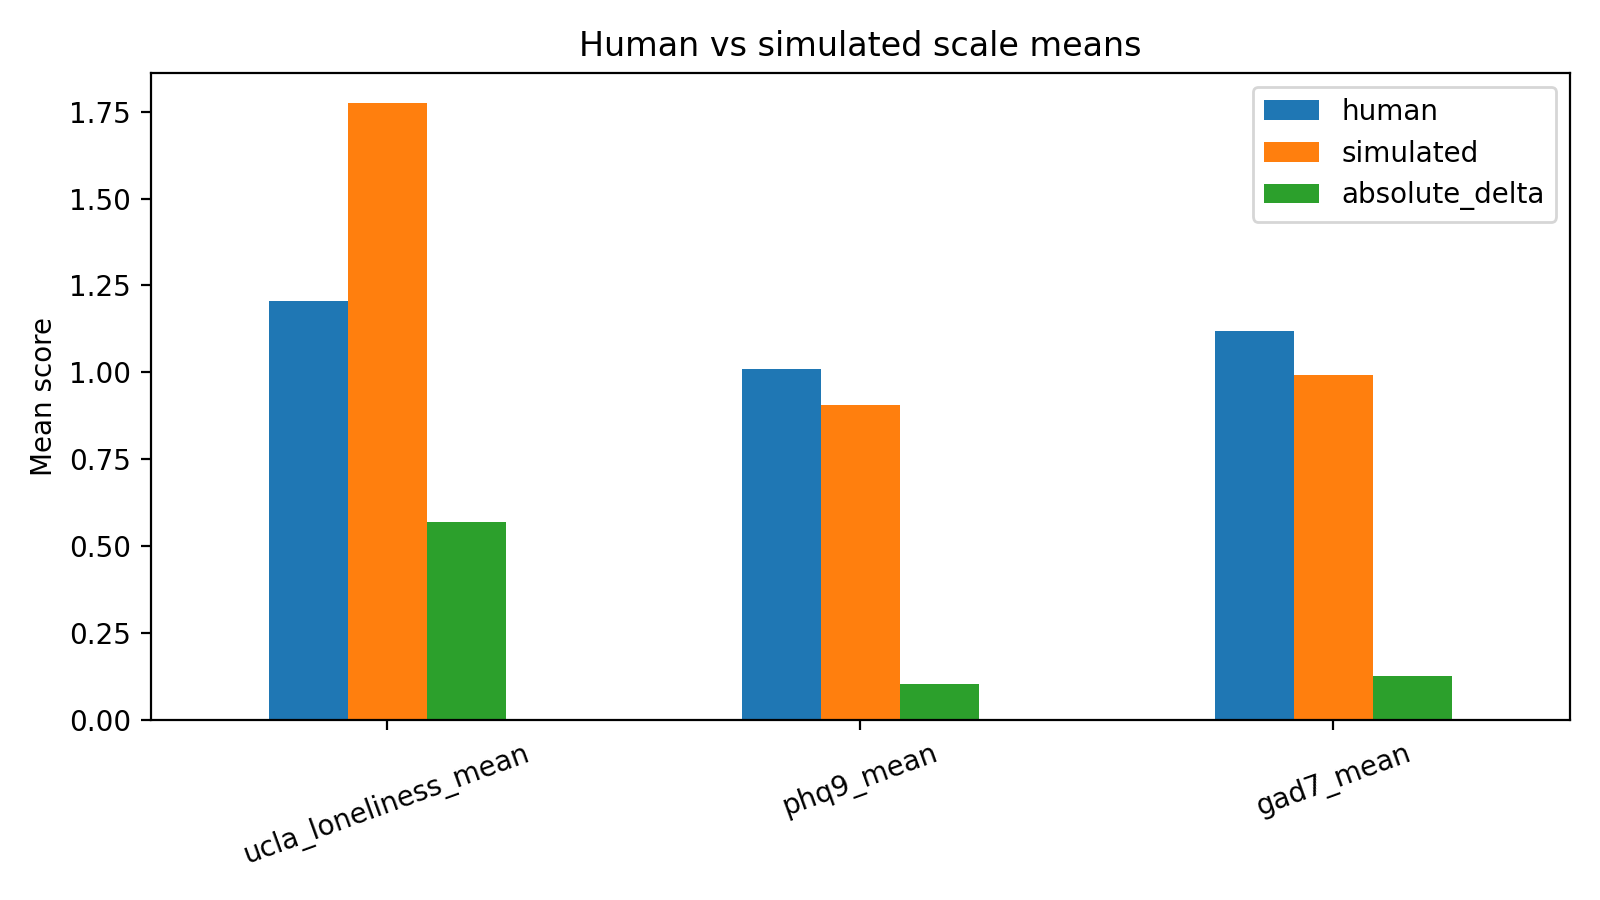 Human vs simulated scale means
human
simulated
absolute_delta
Mean score
1.75
1.50
1.25
1.00
0.75
0.50
0.25
0.00
ucla_loneliness_mean
phq9_mean
gad7_mean